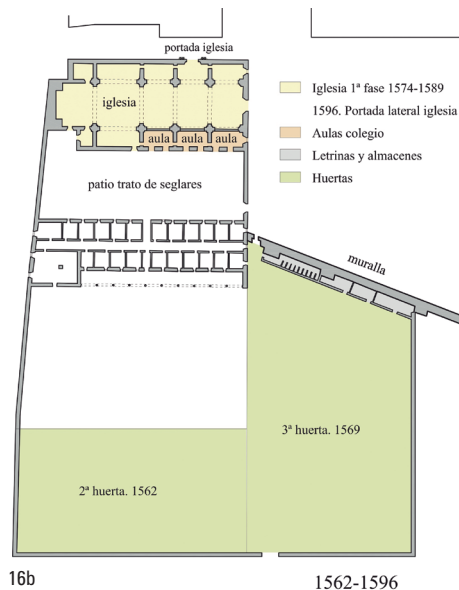 portada iglesia
iglesia
Iglesia 1ª fase 1574-1589
1596. Portada lateral iglesia
Aulas colegio
Letrinas y almacenes
Huertas
aula
aula
aula
patio trato de seglares
muralla
3ª huerta. 1569
2ª huerta. 1562
16b
1562-1596